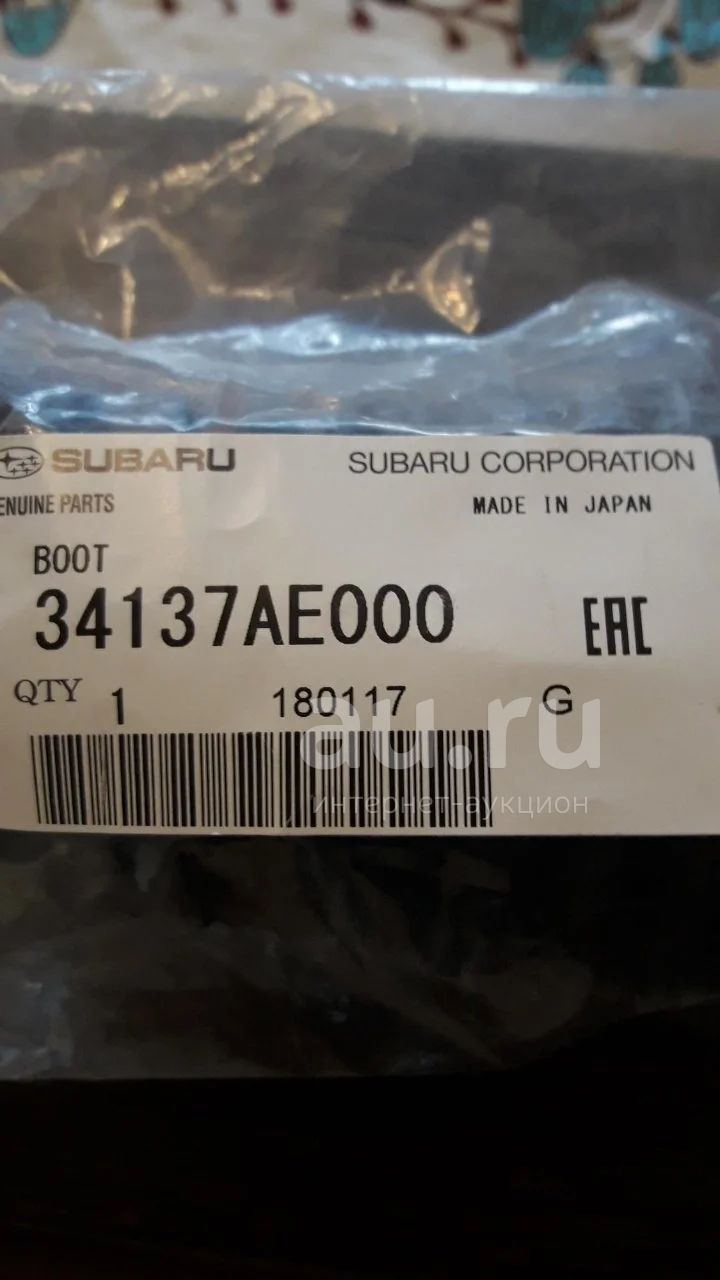 SUBARU SUBARU CORPORATION
ENUINE PARTS MADE IN JAPAN
BOOT
34137AE000 EAC
QTY 1 180117 G
au.ru
интернет-аукцион